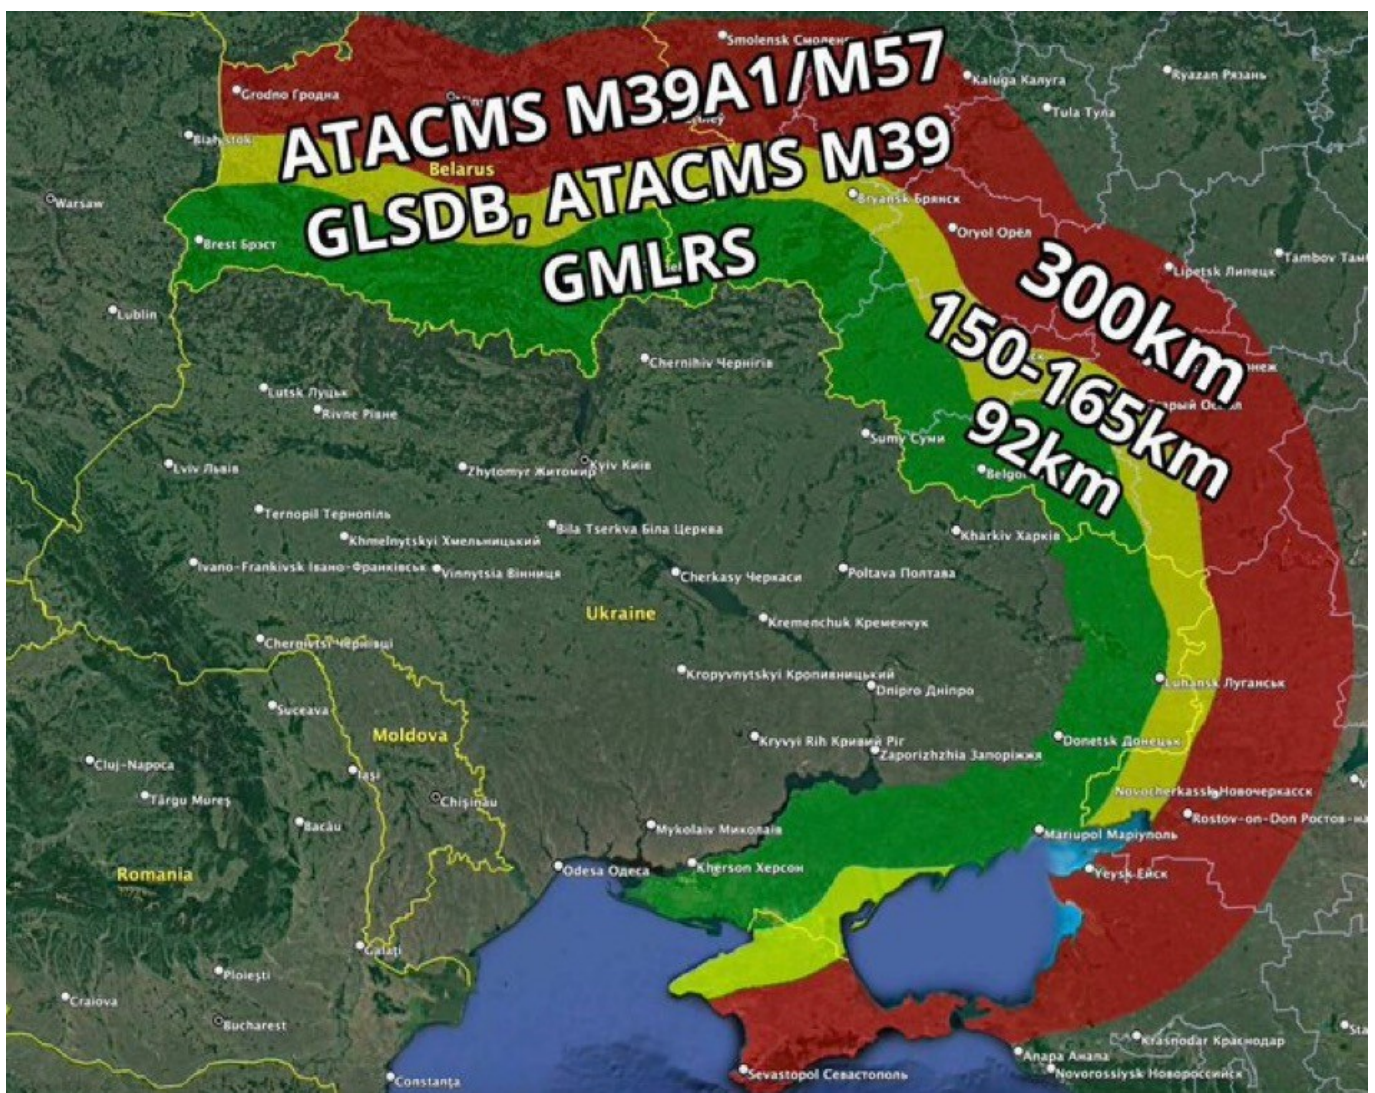 Smolensk
Kaluga Калуга
Ryazan Рязань
Grodno Гродна
Tula Тула
ATACMS M39A1/M57
Białystok
Belarus
GLSDB, ATACMS M39
Warsaw
Bryansk Брянск
Oryol Орёл
Brest Брэст
GMLRS
300km
Lipetsk Липецк
Tambov
Lublin
150-165km
Chernihiv Чернігів
Lutsk Луцьк
Rivne Рівне
92km
Sumy Суми
Lviv Львів
Zhytomyr Житомир
Kyiv Київ
Ternopil Тернопіль
Bila Tserkva Біла Церква
Kharkiv Харків
Khmelnytskyi Хмельницький
Ivano-Frankivsk Івано-Франківськ
Vinnytsia Вінниця
Cherkasy Черкаси
Poltava Полтава
Ukraine
Kremenchuk Кременчук
Chernivtsi Чернівці
Kropyvnytskyi Кропивницький
Luhansk Луганськ
Dnipro Дніпро
Suceava
Moldova
Kryvyi Rih Кривий Ріг
Donetsk Донецьк
Zaporizhzhia Запоріжжя
Cluj-Napoca
Iași
Târgu Mureș
Chișinău
Novocherkassk Новочеркасск
Bacău
Mykolaiv Миколаїв
Mariupol Маріуполь
Rostov-on-Don Ростов-на
Romania
Odesa Одеса
Kherson Херсон
Yeysk Ейск
Galați
Ploiești
Craiova
Bucharest
Krasnodar Краснодар
Anapa Анапа
Constanța
Sevastopol Севастополь
Novorossiysk Новороссийск